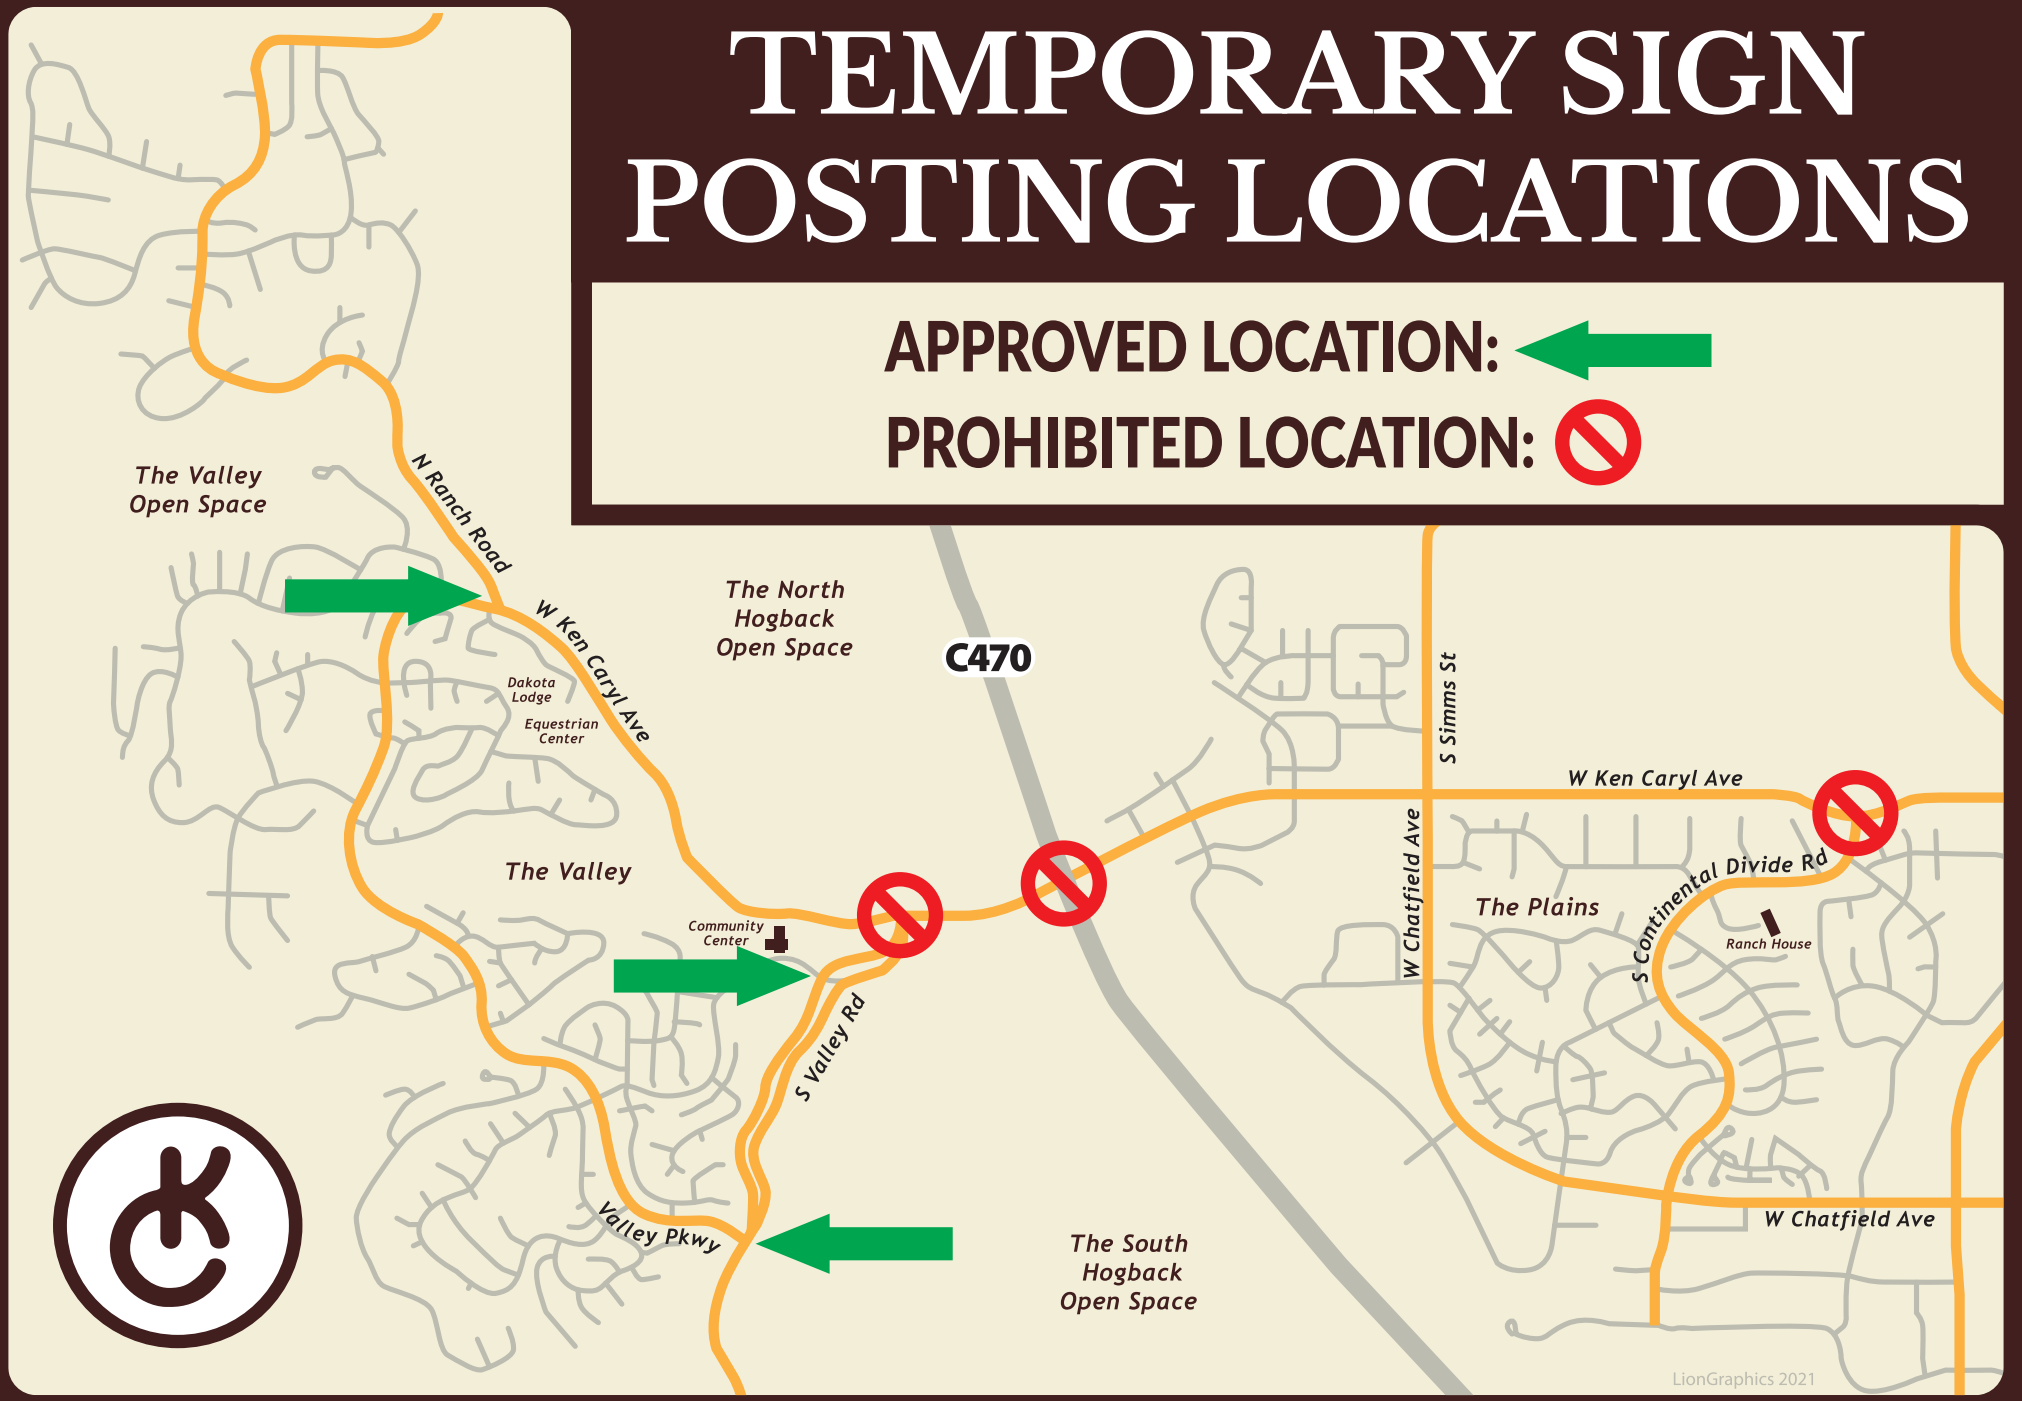 TEMPORARY SIGN
POSTING LOCATIONS
APPROVED LOCATION:
PROHIBITED LOCATION:
The Valley
Open Space
N Ranch Road
W Ken Caryl Ave
The North
Hogback
Open Space
C470
Dakota
Lodge
Equestrian
Center
S Simms St
W Ken Caryl Ave
The Valley
W Chatfield Ave
S Continental Divide Rd
The Plains
Community
Center
Ranch House
S Valley Rd
Valley Pkwy
W Chatfield Ave
The South
Hogback
Open Space
CK
LionGraphics 2021